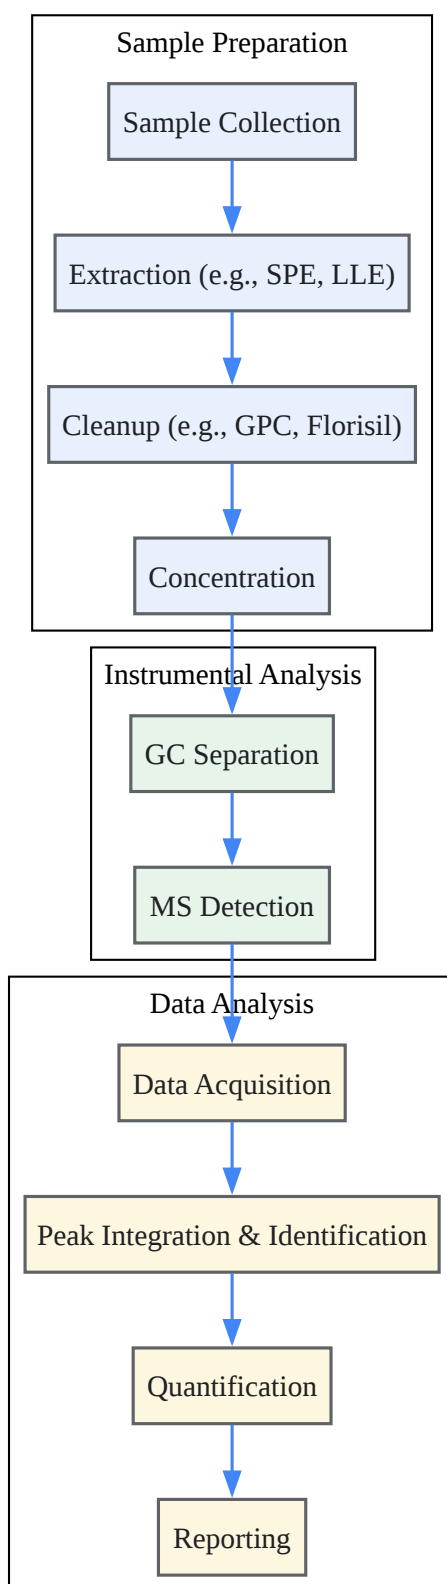 Sample Preparation
Sample Collection
Extraction (e.g., SPE, LLE)
Cleanup (e.g., GPC, Florisil)
Concentration
Instrumental Analysis
GC Separation
MS Detection
Data Analysis
Data Acquisition
Peak Integration & Identification
Quantification
Reporting